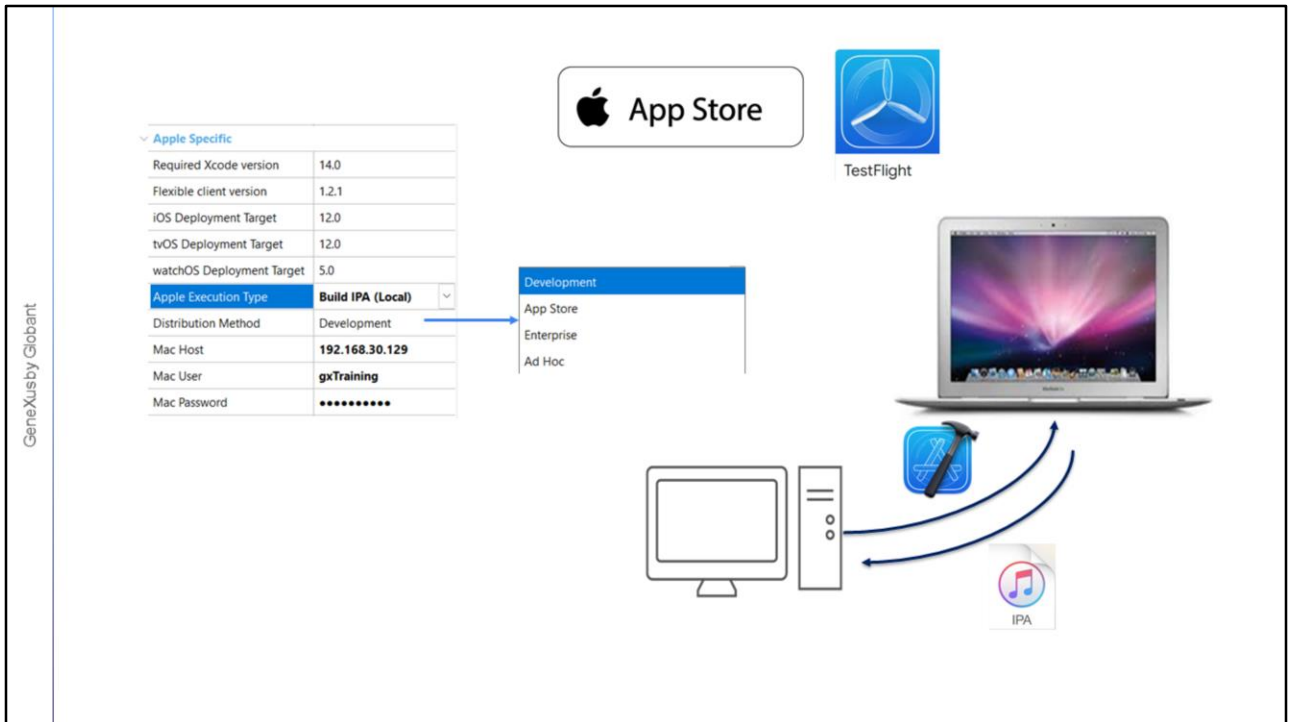 GeneXusby Globant
App Store
TestFlight
Apple Specific
Required Xcode version 14.0
Flexible client version 1.2.1
iOS Deployment Target 12.0
tvOS Deployment Target 12.0
watchOS Deployment Target 5.0
Apple Execution Type Build IPA (Local)
Distribution Method Development
Mac Host 192.168.30.129
Mac User gxTraining
Mac Password ••••••••••
Development
App Store
Enterprise
Ad Hoc
IPA